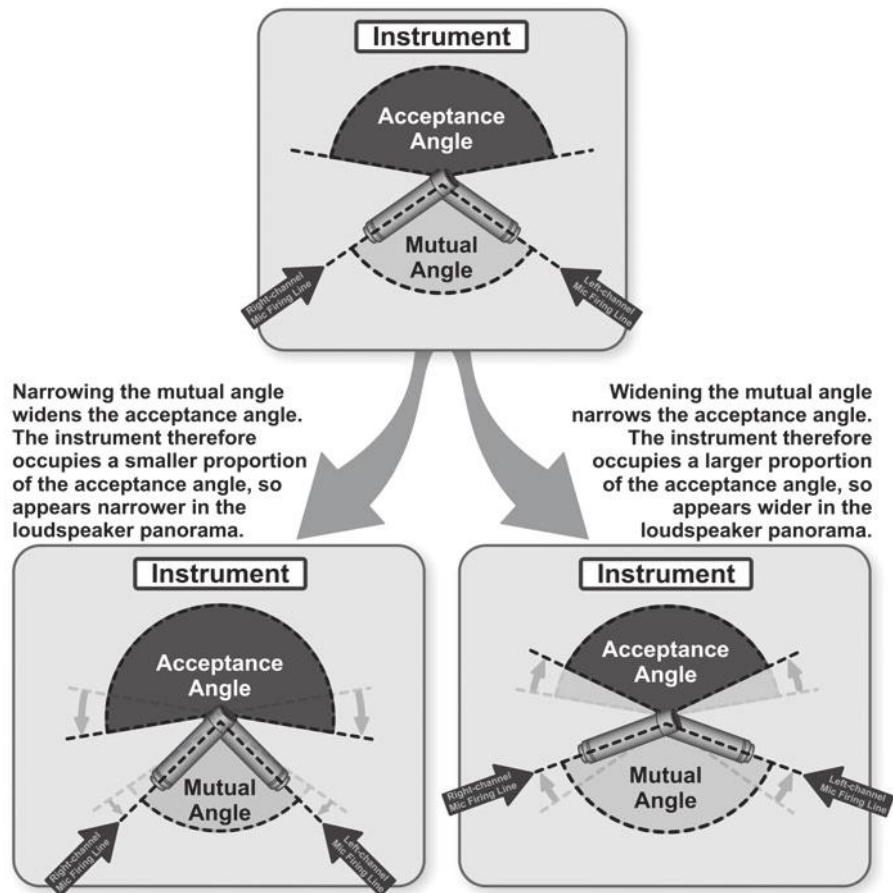 Instrument
Acceptance
Angle
Mutual
Angle
Right-channel
Mic Firing Line
Left-channel
Mic Firing Line
Narrowing the mutual angle
widens the acceptance angle.
The instrument therefore
occupies a smaller proportion
of the acceptance angle, so
appears narrower in the
loudspeaker panorama.
Widening the mutual angle
narrows the acceptance angle.
The instrument therefore
occupies a larger proportion
of the acceptance angle, so
appears wider in the
loudspeaker panorama.
Instrument
Acceptance
Angle
Mutual
Angle
Right-channel
Mic Firing Line
Left-channel
Mic Firing Line
Instrument
Acceptance
Angle
Mutual
Angle
Right-channel
Mic Firing Line
Left-channel
Mic Firing Line